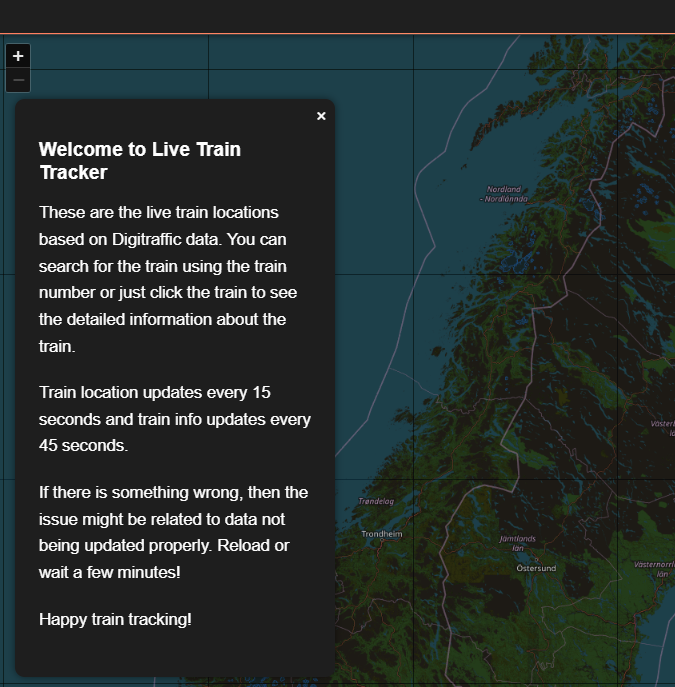 +
−
×
Welcome to Live Train
Tracker
These are the live train locations
based on Digitraffic data. You can
search for the train using the train
number or just click the train to see
the detailed information about the
train.
Train location updates every 15
seconds and train info updates every
45 seconds.
If there is something wrong, then the
issue might be related to data not
being updated properly. Reload or
wait a few minutes!
Happy train tracking!
Nordland
- Nordlánnda
Trøndelag
Trondheim
Jämtlands
län
Östersund